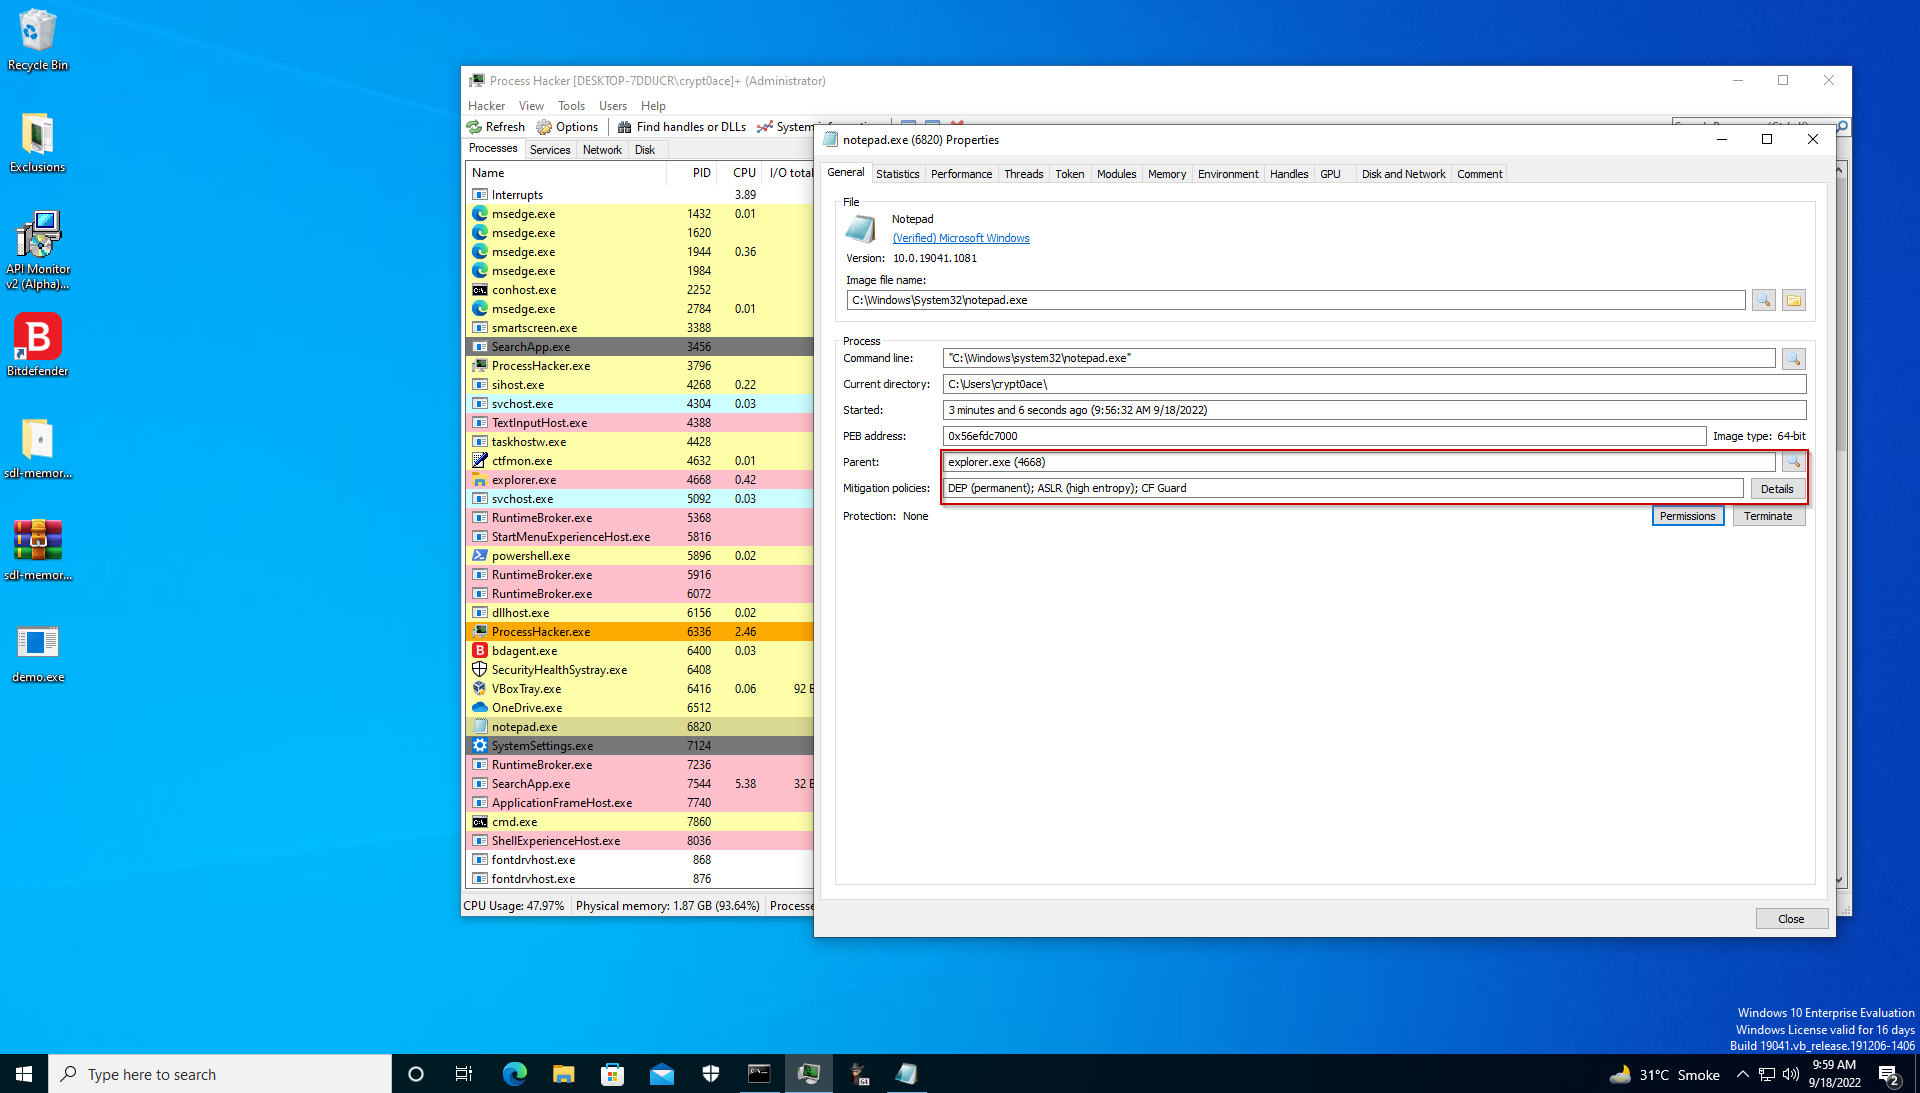 Recycle Bin
Exclusions
API Monitor
v2 (Alpha)...
Bitdefender
sdl-memor...
sdl-memor...
demo.exe
Process Hacker [DESKTOP-7DDIJCR\crypt0ace]+ (Administrator)
Hacker View Tools Users Help
Refresh Options Find handles or DLLs
Processes Services Network Disk
Name PID CPU I/O total
Interrupts 3.89
msedge.exe 1432 0.01
msedge.exe 1620
msedge.exe 1944 0.36
msedge.exe 1984
conhost.exe 2252
msedge.exe 2784 0.01
smartscreen.exe 3388
SearchApp.exe 3456
ProcessHacker.exe 3796
sihost.exe 4268 0.22
svchost.exe 4304 0.03
TextInputHost.exe 4388
taskhostw.exe 4428
ctfmon.exe 4632 0.01
explorer.exe 4668 0.42
svchost.exe 5092 0.03
RuntimeBroker.exe 5368
StartMenuExperienceHost.exe 5816
powershell.exe 5896 0.02
RuntimeBroker.exe 5916
RuntimeBroker.exe 6072
dllhost.exe 6156 0.02
ProcessHacker.exe 6336 2.46
bdagent.exe 6400 0.03
SecurityHealthSystray.exe 6408
VBoxTray.exe 6416 0.06 92
OneDrive.exe 6512
notepad.exe 6820
SystemSettings.exe 7124
RuntimeBroker.exe 7236
SearchApp.exe 7544 5.38 32
ApplicationFrameHost.exe 7740
cmd.exe 7860
ShellExperienceHost.exe 8036
fontdrvhost.exe 868
fontdrvhost.exe 876
CPU Usage: 47.97% Physical memory: 1.87 GB (93.64%) Processe
notepad.exe (6820) Properties
General Statistics Performance Threads Token Modules Memory Environment Handles GPU Disk and Network Comment
File
Notepad
(Verified) Microsoft Windows
Version: 10.0.19041.1081
Image file name:
C:\Windows\System32\notepad.exe
Process
Command line: "C:\Windows\system32\notepad.exe"
Current directory: C:\Users\crypt0ace\
Started: 3 minutes and 6 seconds ago (9:56:32 AM 9/18/2022)
PEB address: 0x56efdc7000 Image type: 64-bit
Parent: explorer.exe (4668)
Mitigation policies: DEP (permanent); ASLR (high entropy); CF Guard Details
Protection: None Permissions Terminate
Close
Windows 10 Enterprise Evaluation
Windows License valid for 16 days
Build 19041.vb_release.191206-1406
Type here to search
64
31°C Smoke
9:59 AM
9/18/2022
2